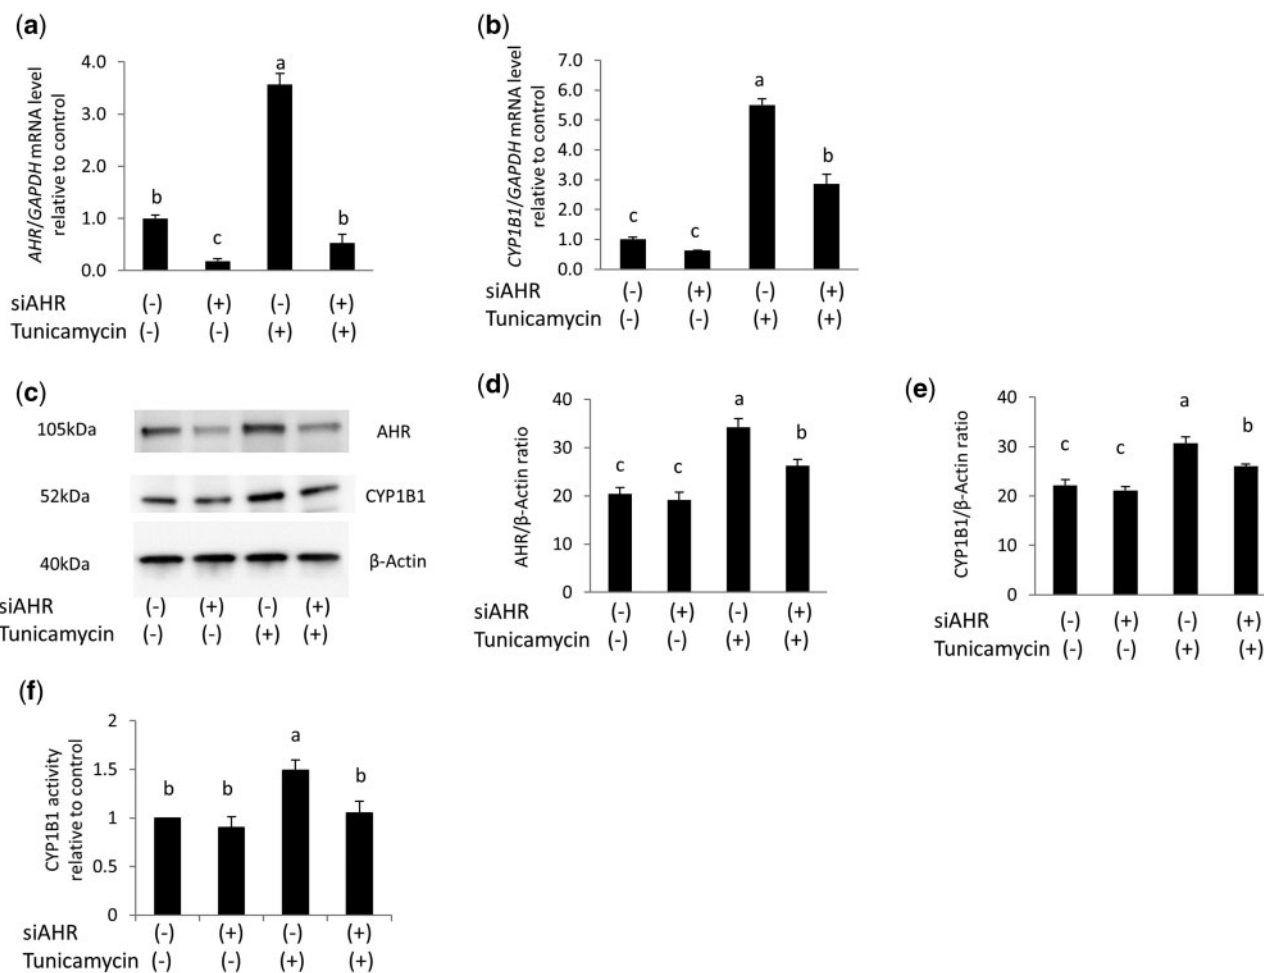 (a)
AHR/GAPDH mRNA level
relative to control
4.0
3.0
2.0
1.0
0.0
b
c
a
b
siAHR (-) (+) (-) (+)
Tunicamycin (-) (-) (+) (+)
(b)
CYP1B1/GAPDH mRNA level
relative to control
7.0
6.0
5.0
4.0
3.0
2.0
1.0
0.0
c
c
a
b
siAHR (-) (+) (-) (+)
Tunicamycin (-) (-) (+) (+)
(c)
105kDa AHR
52kDa CYP1B1
40kDa β-Actin
siAHR (-) (+) (-) (+)
Tunicamycin (-) (-) (+) (+)
(d)
AHR/β-Actin ratio
40
30
20
10
0
c
c
a
b
siAHR (-) (+) (-) (+)
Tunicamycin (-) (-) (+) (+)
(e)
CYP1B1/β-Actin ratio
40
30
20
10
0
c
c
a
b
siAHR (-) (+) (-) (+)
Tunicamycin (-) (-) (+) (+)
(f)
CYP1B1 activity
relative to control
2
1.5
1
0.5
0
b
b
a
b
siAHR (-) (+) (-) (+)
Tunicamycin (-) (-) (+) (+)